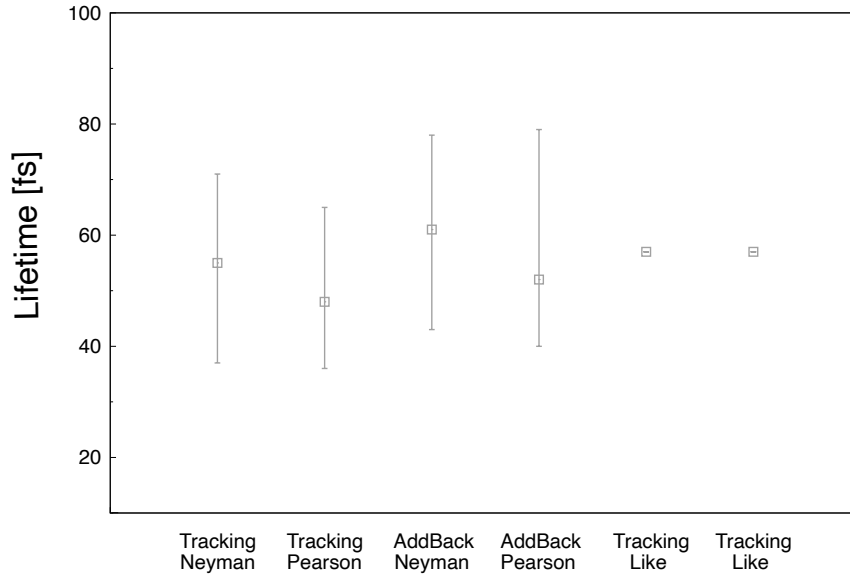 100
80
60
40
20
Lifetime [fs]
Tracking Tracking AddBack AddBack Tracking Tracking
Neyman Pearson Neyman Pearson Like Like